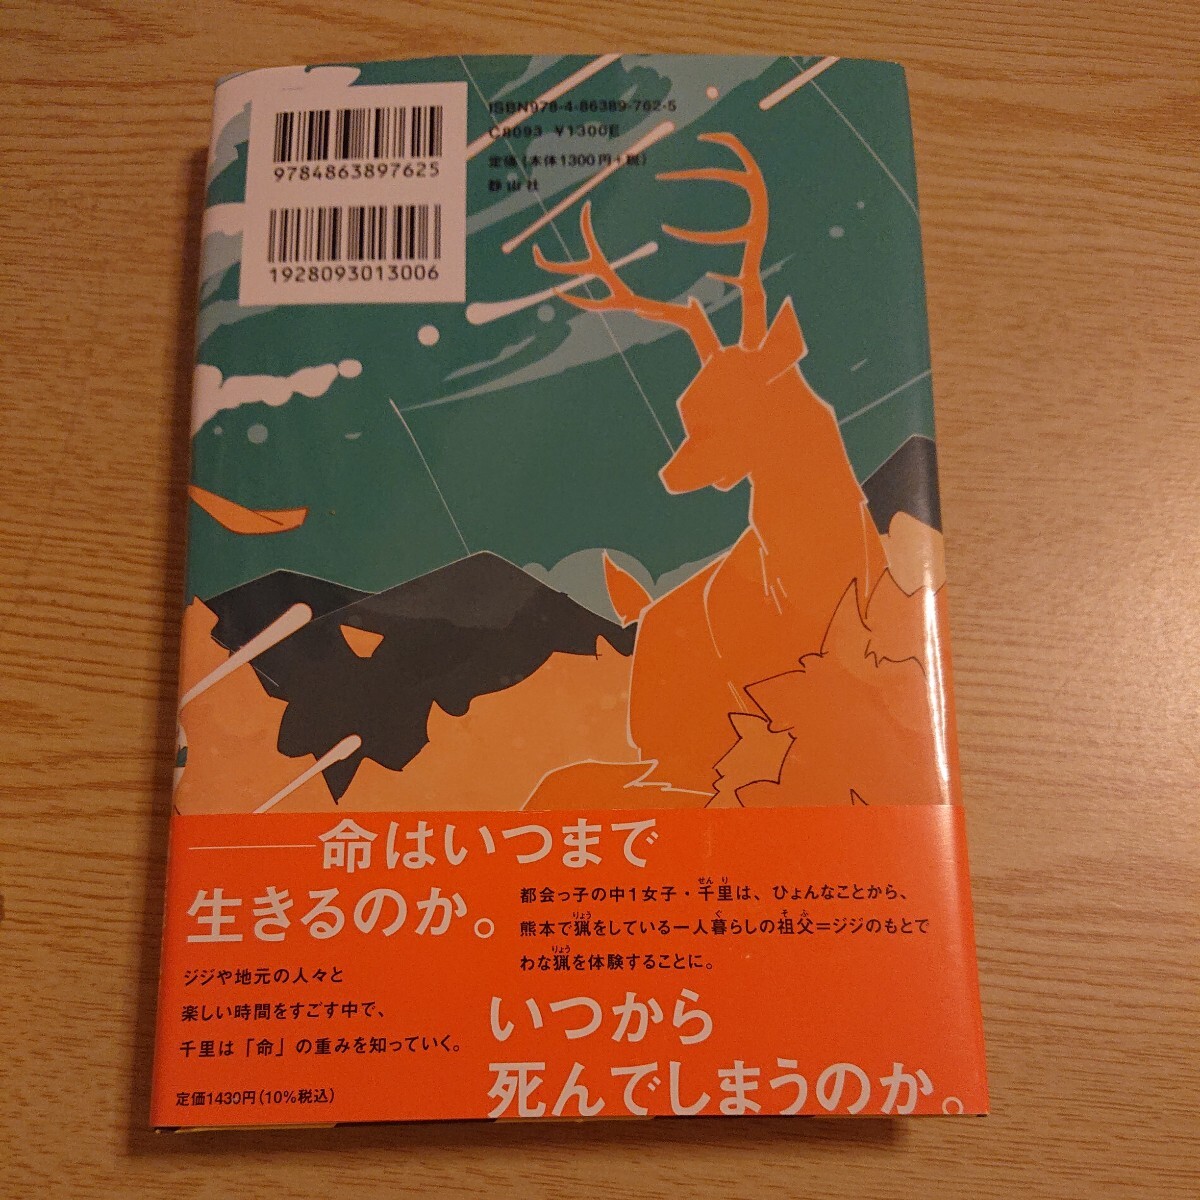 9784863897625
1928093013006
ISBN978-4-86389-762-5
C8093 ¥1300E
定価（本体1300円+税）
静山社
――命はいつまで
生きるのか。
都会っ子の中1女子・千里は、ひょんなことから、
熊本で猟をしている一人暮らしの祖父=ジジのもとで
わな猟を体験することに。
ジジや地元の人々と
楽しい時間をすごす中で、
千里は「命」の重みを知っていく。
いつから
死んでしまうのか。
定価1430円（10%税込）